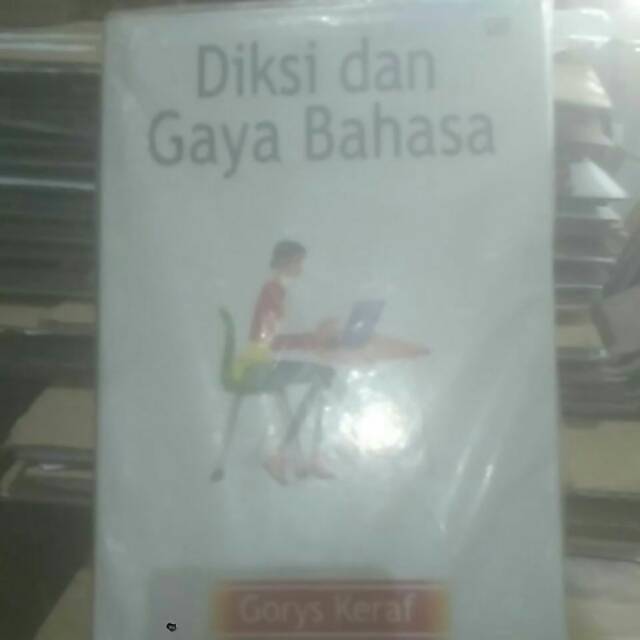 Diksi dan
Gaya Bahasa
Gorys Keraf